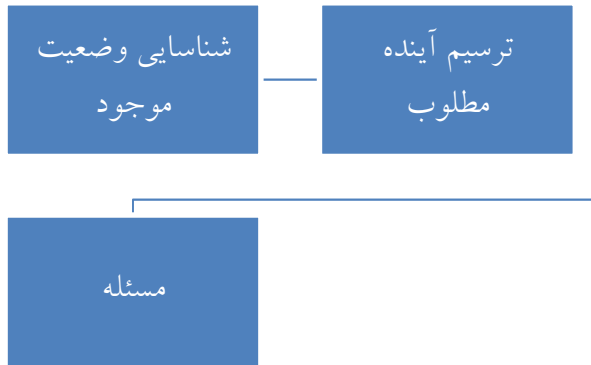 ترسیم آینده
مطلوب
شناسایی وضعیت
موجود
مسئله